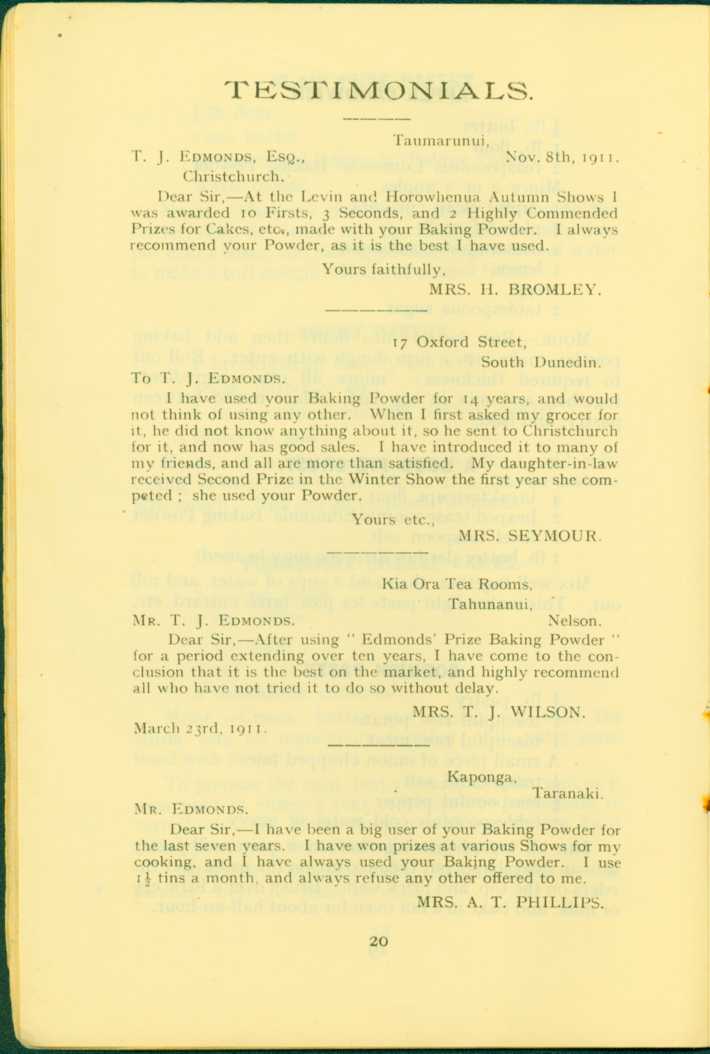 TESTIMONIALS.
Taumarunui,
T. J. EDMONDS, ESQ., Nov. 8th, 1911.
Christchurch.
Dear Sir,—At the Levin and Horowhenua Autumn Shows I
was awarded 10 Firsts, 3 Seconds, and 2 Highly Commended
Prizes for Cakes, etc., made with your Baking Powder. I always
recommend your Powder, as it is the best I have used.
Yours faithfully,
MRS. H. BROMLEY.
17 Oxford Street,
South Dunedin.
To T. J. EDMONDS.
I have used your Baking Powder for 14 years, and would
not think of using any other. When I first asked my grocer for
it, he did not know anything about it, so he sent to Christchurch
for it, and now has good sales. I have introduced it to many of
my friends, and all are more than satisfied. My daughter-in-law
received Second Prize in the Winter Show the first year she com-
peted ; she used your Powder.
Yours etc.,
MRS. SEYMOUR.
Kia Ora Tea Rooms,
Tahunanui,
MR. T. J. EDMONDS. Nelson.
Dear Sir,—After using " Edmonds' Prize Baking Powder "
for a period extending over ten years, I have come to the con-
clusion that it is the best on the market, and highly recommend
all who have not tried it to do so without delay.
MRS. T. J. WILSON.
March 23rd, 1911.
Kaponga,
Taranaki.
MR. EDMONDS.
Dear Sir,—I have been a big user of your Baking Powder for
the last seven years. I have won prizes at various Shows for my
cooking, and I have always used your Baking Powder. I use
1½ tins a month, and always refuse any other offered to me.
MRS. A. T. PHILLIPS.
20